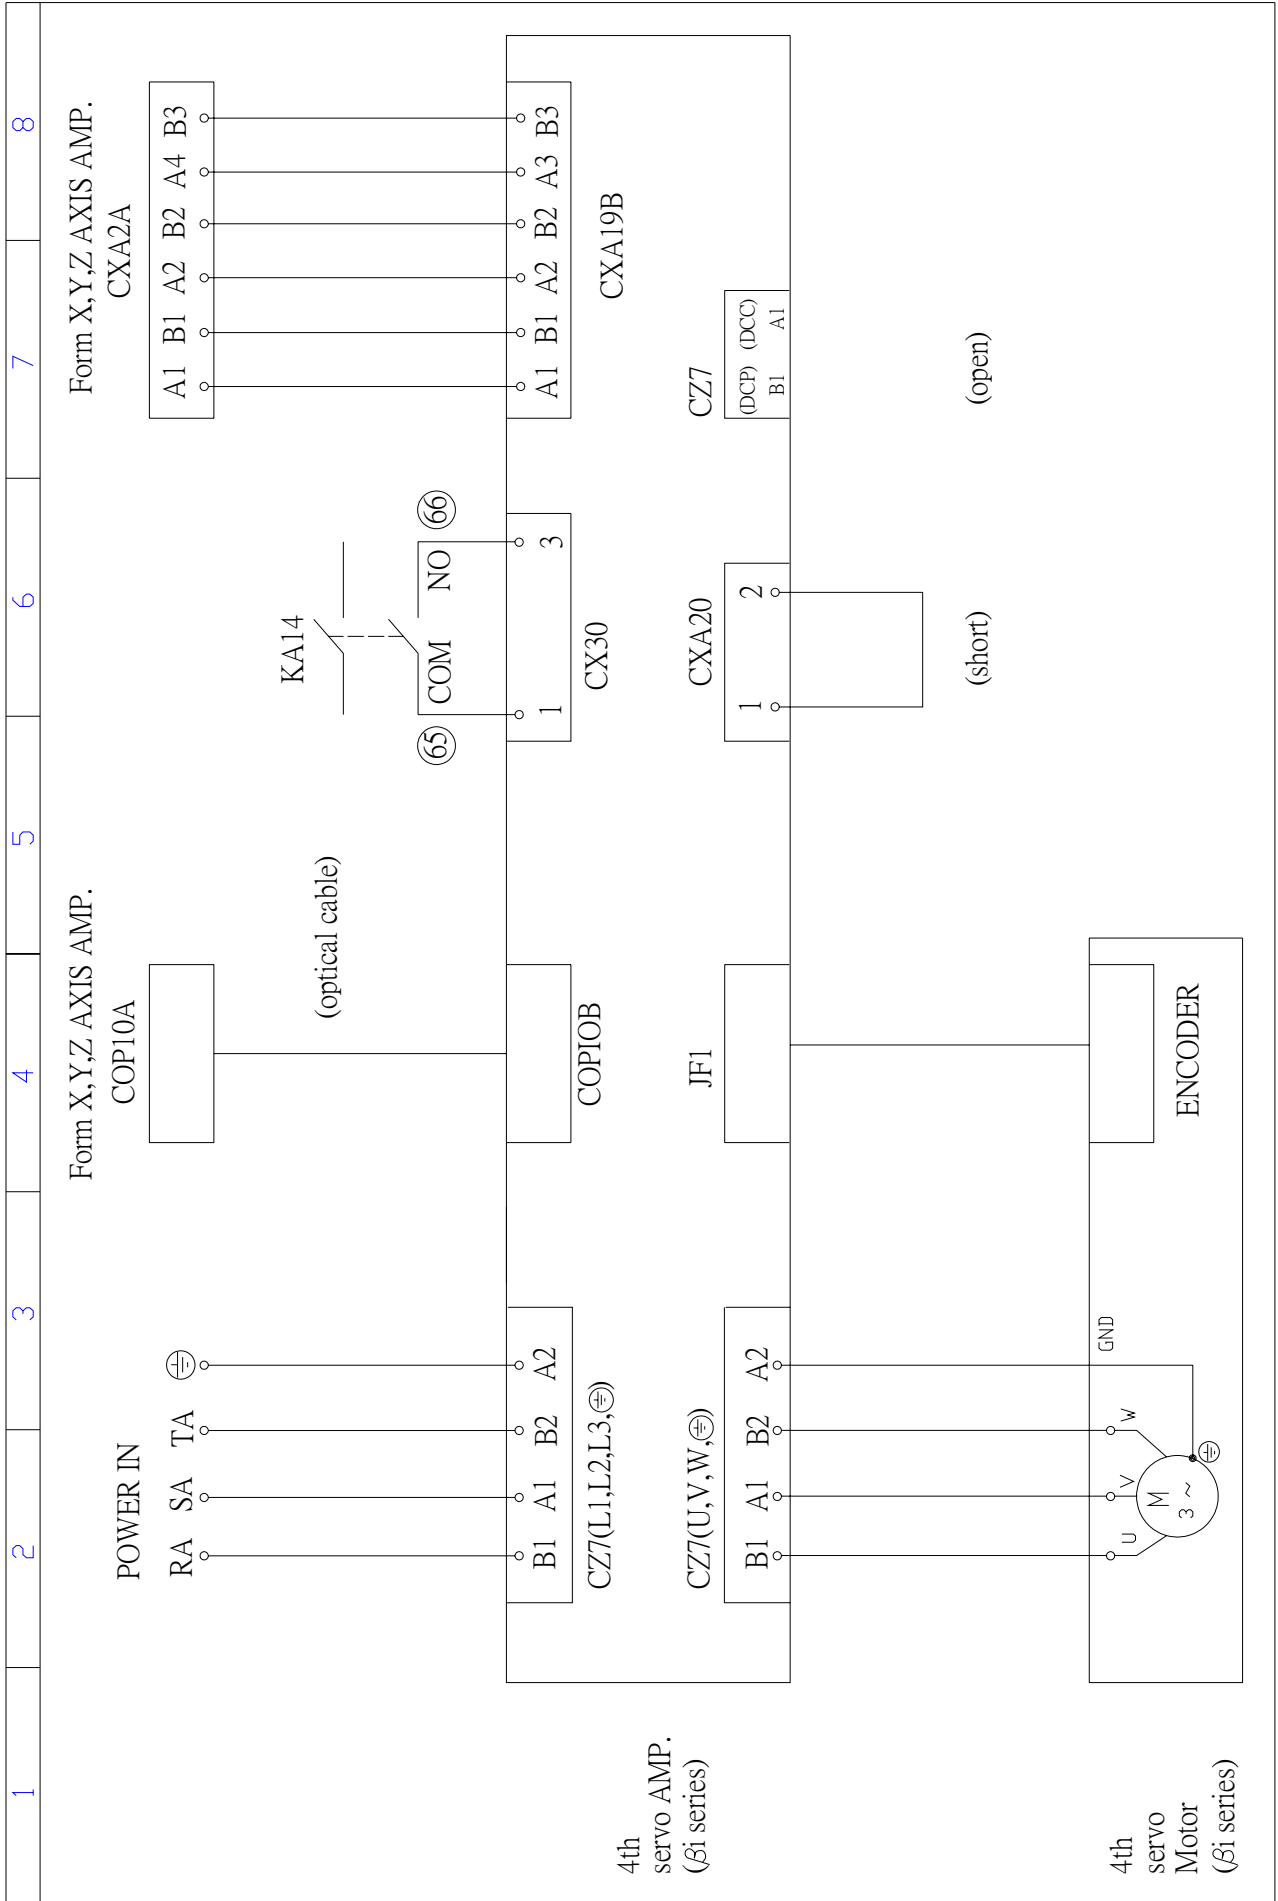 1
2
3
4
5
6
7
8
POWER IN
RA SA TA
Form X,Y,Z AXIS AMP.
COP10A
(optical cable)
Form X,Y,Z AXIS AMP.
CXA2A
A1 B1 A2 B2 A4 B3
KA14
COM NO
65 66
B1 A1 B2 A2
CZ7(L1,L2,L3,⏚)
COPIOB
1 3
CX30
A1 B1 A2 B2 A3 B3
CXA19B
4th
servo AMP.
(βi series)
CZ7(U,V,W,⏚)
B1 A1 B2 A2
JF1
CXA20
1 2
(short)
CZ7
(DCP) (DCC)
B1 A1
(open)
4th
servo
Motor
(βi series)
U V W
GND
M
3 ~
ENCODER